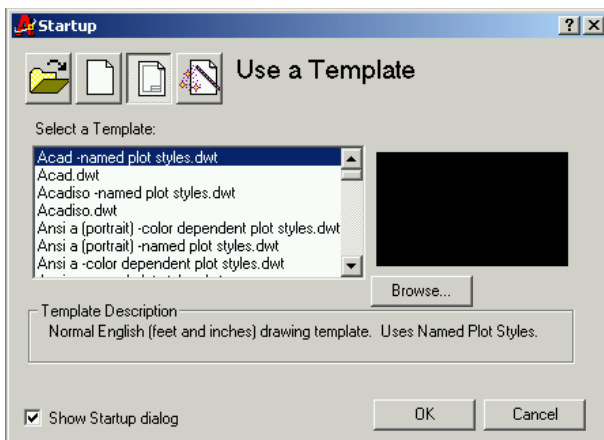 Startup
Use a Template
Select a Template:
Acad -named plot styles.dwt
Acad.dwt
Acadiso -named plot styles.dwt
Acadiso.dwt
Ansi a (portrait) -color dependent plot styles.dwt
Ansi a (portrait) -named plot styles.dwt
Ansi a -color dependent plot styles.dwt
Browse...
Template Description
Normal English (feet and inches) drawing template. Uses Named Plot Styles.
Show Startup dialog
OK
Cancel